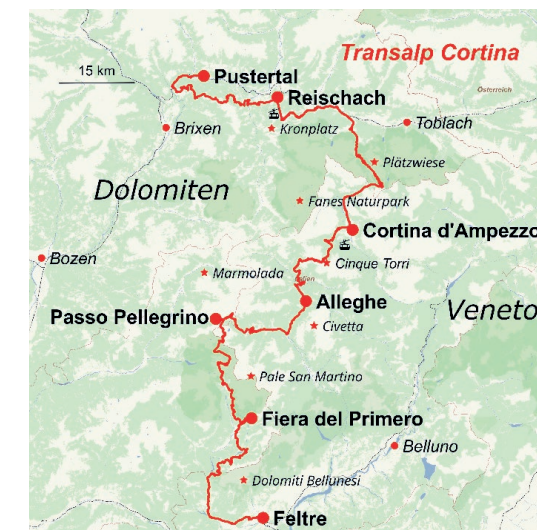 Transalp Cortina
15 km
Pustertal
Österreich
Reischach
Brixen
Kronplatz
Toblach
Plätzwiese
Dolomiten
Fanes Naturpark
Cortina d'Ampezzo
Bozen
Cinque Torri
Marmolada
Italien
Alleghe
Veneto
Passo Pellegrino
Civetta
Pale San Martino
Fiera del Primero
Belluno
Dolomiti Bellunesi
Feltre